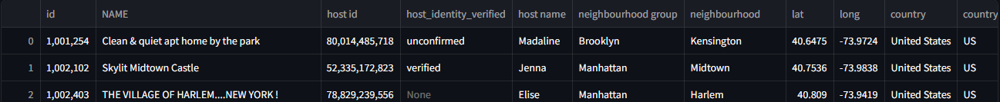 id NAME host id host_identity_verified host name neighbourhood group neighbourhood lat long country country
0 1,001,254 Clean & quiet apt home by the park 80,014,485,718 unconfirmed Madaline Brooklyn Kensington 40.6475 -73.9724 United States US
1 1,002,102 Skylit Midtown Castle 52,335,172,823 verified Jenna Manhattan Midtown 40.7536 -73.9838 United States US
2 1,002,403 THE VILLAGE OF HARLEM....NEW YORK ! 78,829,239,556 None Elise Manhattan Harlem 40.809 -73.9419 United States US